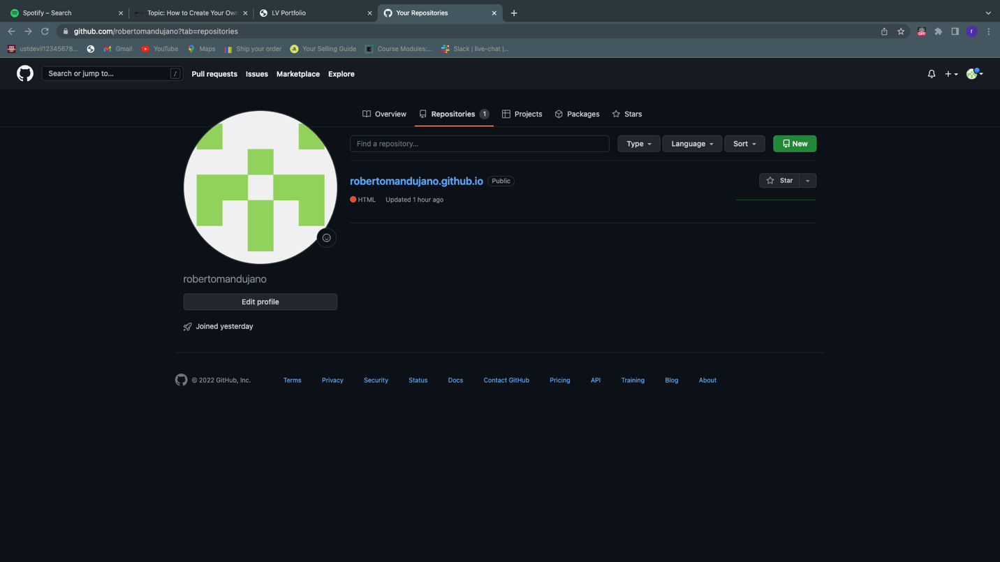 Spotify – Search
Topic: How to Create Your Own
LV Portfolio
Your Repositories
github.com/robertomandujano?tab=repositories
OFF
r
ustdevil12345678...
Gmail
YouTube
Maps
Ship your order
Your Selling Guide
Course Modules:...
Slack | live-chat |...
Search or jump to...
/
Pull requests
Issues
Marketplace
Explore
Overview
Repositories 1
Projects
Packages
Stars
Find a repository...
Type
Language
Sort
New
robertomandujano.github.io
Public
Star
HTML
Updated 1 hour ago
robertomandujano
Edit profile
Joined yesterday
© 2022 GitHub, Inc.
Terms
Privacy
Security
Status
Docs
Contact GitHub
Pricing
API
Training
Blog
About